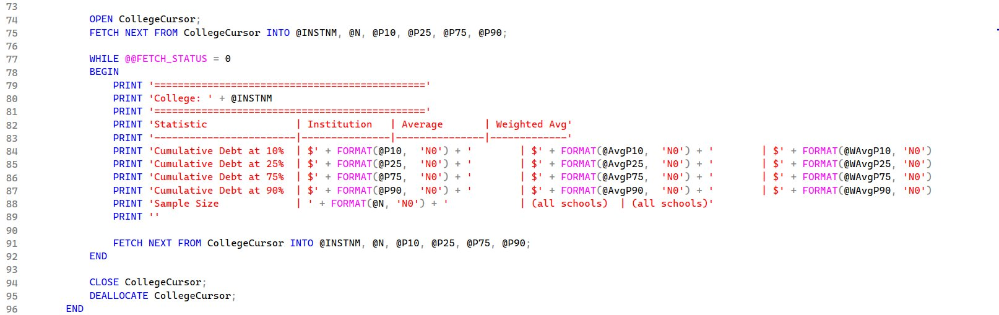 73
74 OPEN CollegeCursor;
75 FETCH NEXT FROM CollegeCursor INTO @INSTNM, @N, @P10, @P25, @P75, @P90;
76
77 WHILE @@FETCH_STATUS = 0
78 BEGIN
79 PRINT '=============================================='
80 PRINT 'College: ' + @INSTNM
81 PRINT '=============================================='
82 PRINT 'Statistic               | Institution   | Average       | Weighted Avg'
83 PRINT '------------------------|---------------|---------------|-------------'
84 PRINT 'Cumulative Debt at 10%  | $' + FORMAT(@P10,  'N0') + '        | $' + FORMAT(@AvgP10,  'N0') + '        | $' + FORMAT(@WAvgP10, 'N0')
85 PRINT 'Cumulative Debt at 25%  | $' + FORMAT(@P25,  'N0') + '        | $' + FORMAT(@AvgP25,  'N0') + '        | $' + FORMAT(@WAvgP25, 'N0')
86 PRINT 'Cumulative Debt at 75%  | $' + FORMAT(@P75,  'N0') + '        | $' + FORMAT(@AvgP75,  'N0') + '        | $' + FORMAT(@WAvgP75, 'N0')
87 PRINT 'Cumulative Debt at 90%  | $' + FORMAT(@P90,   'N0') + '        | $' + FORMAT(@AvgP90,   'N0') + '        | $' + FORMAT(@WAvgP90, 'N0')
88 PRINT 'Sample Size             | ' + FORMAT(@N, 'N0') + '            | (all schools)  | (all schools)'
89 PRINT ''
90
91 FETCH NEXT FROM CollegeCursor INTO @INSTNM, @N, @P10, @P25, @P75, @P90;
92 END
93
94 CLOSE CollegeCursor;
95 DEALLOCATE CollegeCursor;
96 END